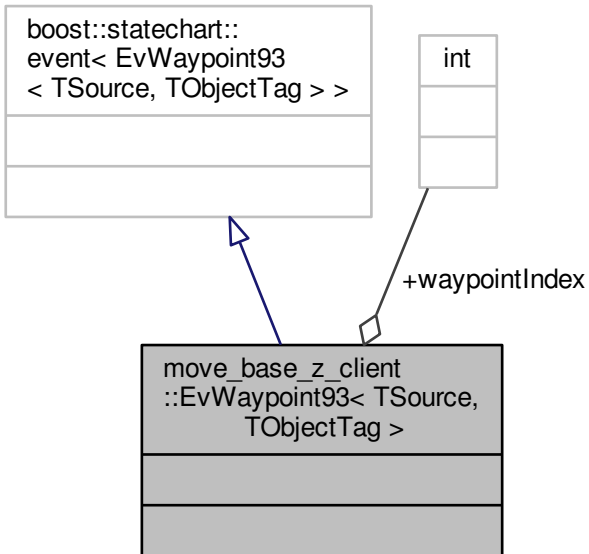 boost::statechart::
event< EvWaypoint93
< TSource, TObjectTag > >
int
+waypointIndex
move_base_z_client
::EvWaypoint93< TSource,
TObjectTag >